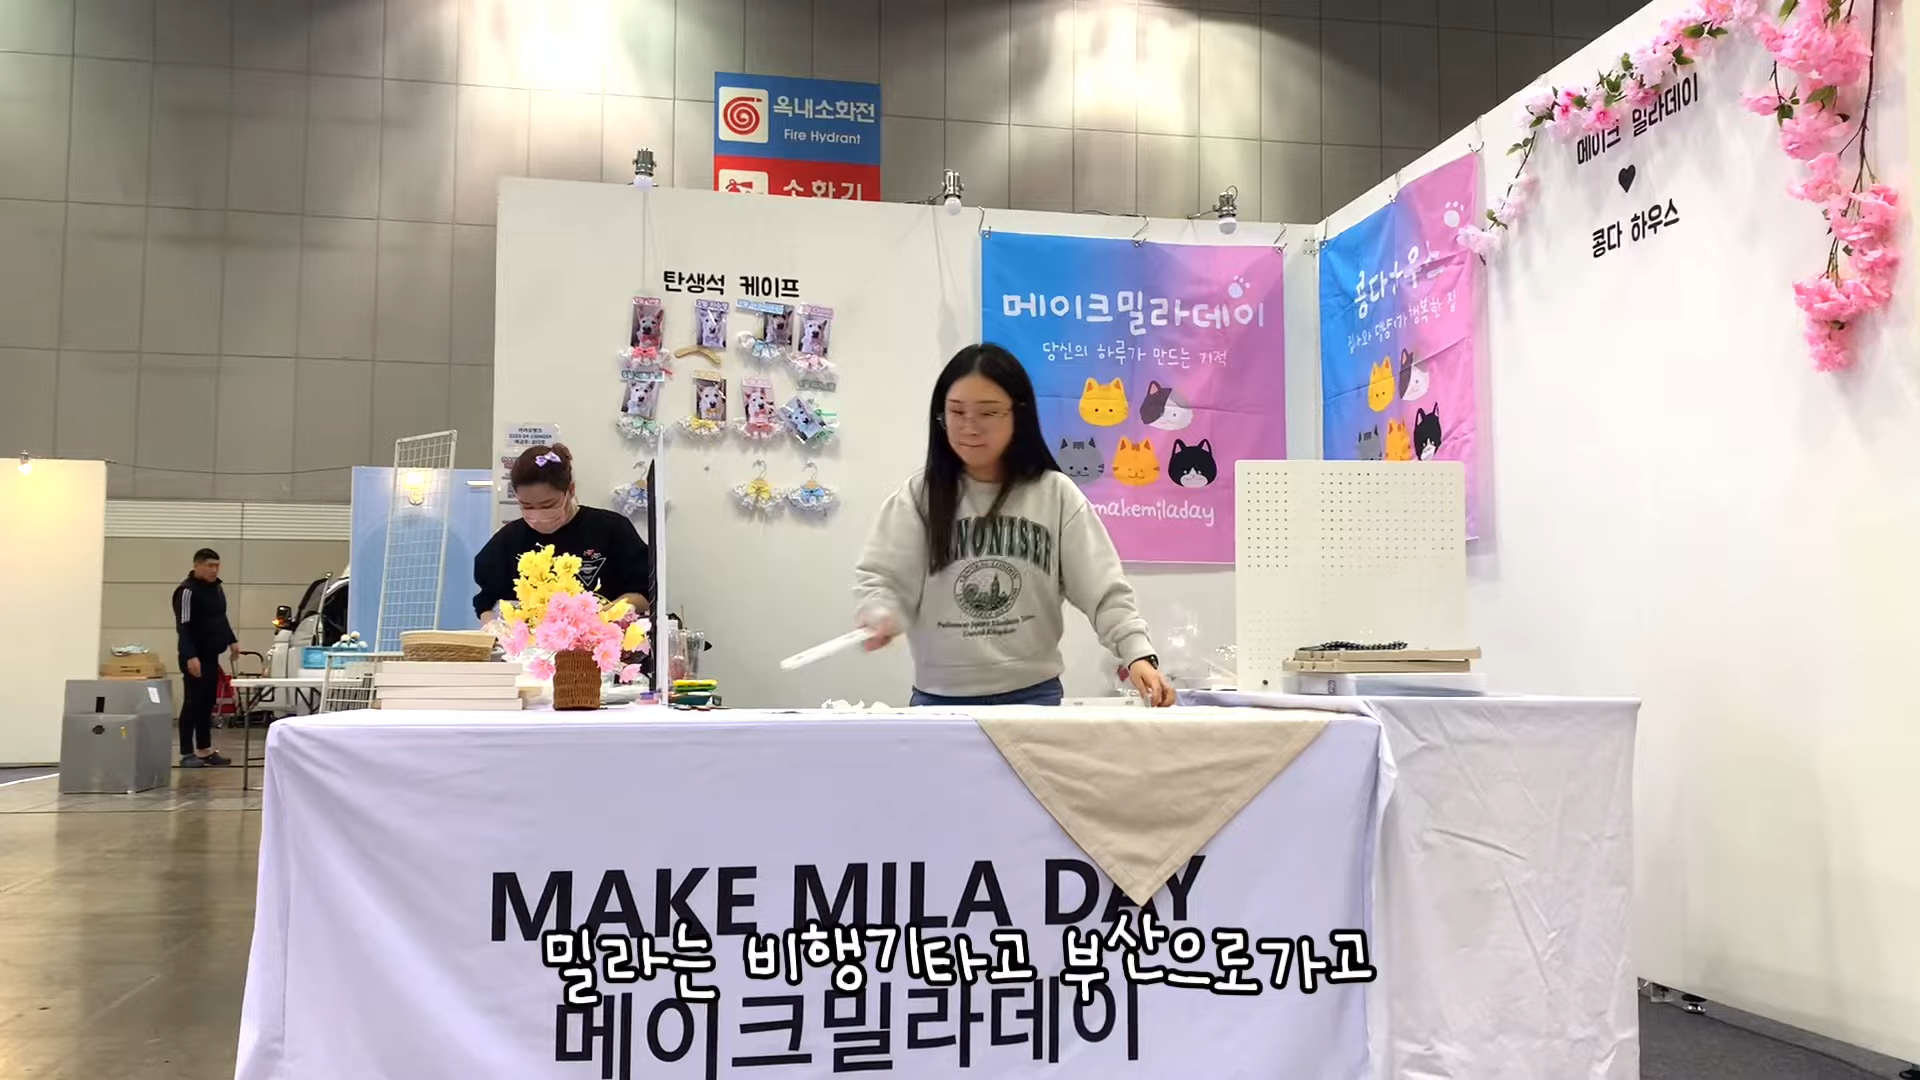 옥내소화전
Fire Hydrant
소화기
탄생석 케이프
메이크밀라데이
당신의 하루가 만드는 기적
makemiladay
콩다하우스
메이크 밀라데이
♥
콩다 하우스
CENTRAL LONDON
United Kingdom
MAKE MILA DAY
메이크밀라데이
밀라는 비행기타고 부산으로가고